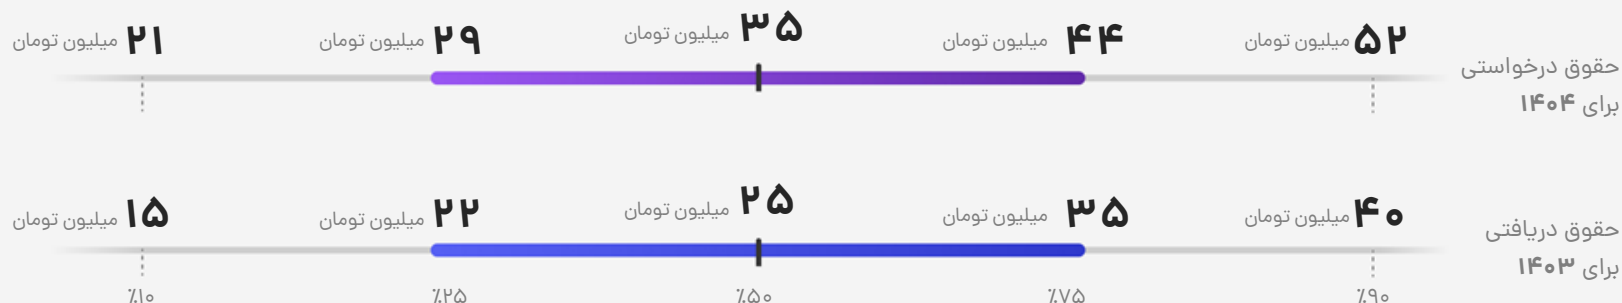 حقوق درخواستی
برای ۱۴۰۴
۵۲ میلیون تومان
۴۴ میلیون تومان
۳۵ میلیون تومان
۲۹ میلیون تومان
۲۱ میلیون تومان
حقوق دریافتی
برای ۱۴۰۳
۴۰ میلیون تومان
۳۵ میلیون تومان
۲۵ میلیون تومان
۲۲ میلیون تومان
۱۵ میلیون تومان
٪۹۰ ٪۷۵ ٪۵۰ ٪۲۵ ٪۱۰